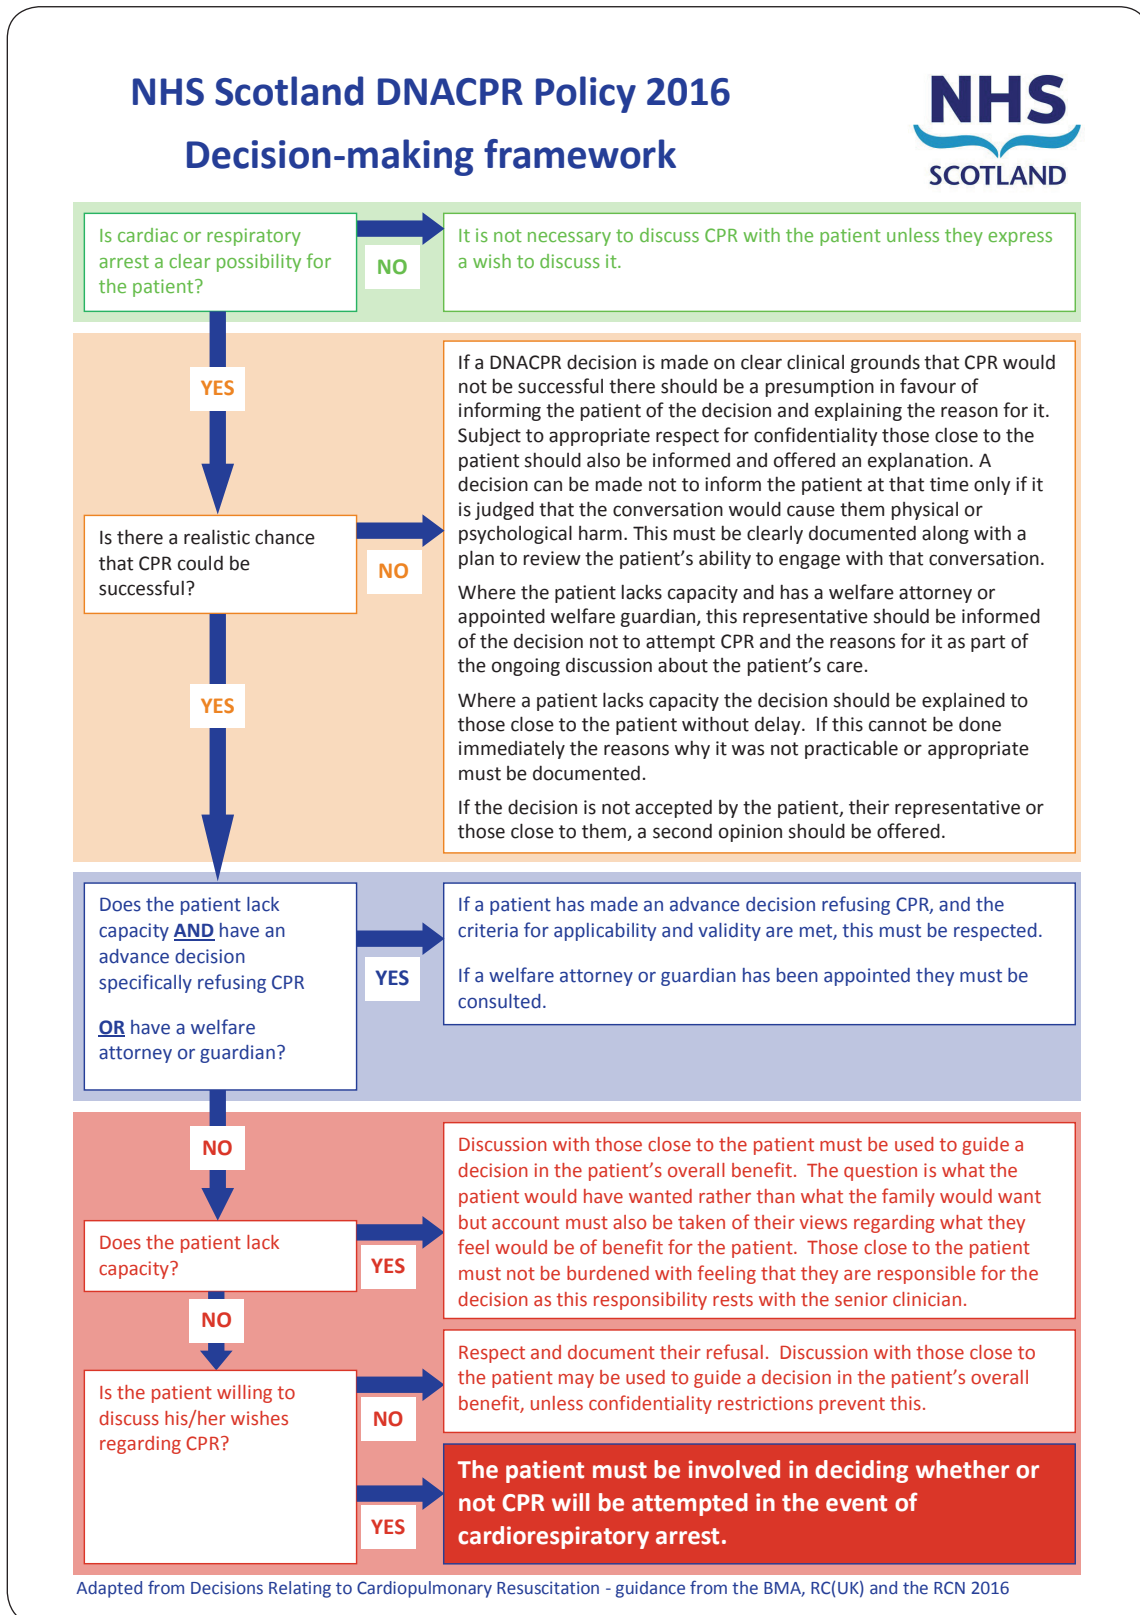 NHS Scotland DNACPR Policy 2016
Decision-making framework
NHS
SCOTLAND
Is cardiac or respiratory
arrest a clear possibility for
the patient?
NO
It is not necessary to discuss CPR with the patient unless they express
a wish to discuss it.
YES
Is there a realistic chance
that CPR could be
successful?
NO
If a DNACPR decision is made on clear clinical grounds that CPR would
not be successful there should be a presumption in favour of
informing the patient of the decision and explaining the reason for it.
Subject to appropriate respect for confidentiality those close to the
patient should also be informed and offered an explanation. A
decision can be made not to inform the patient at that time only if it
is judged that the conversation would cause them physical or
psychological harm. This must be clearly documented along with a
plan to review the patient's ability to engage with that conversation.
Where the patient lacks capacity and has a welfare attorney or
appointed welfare guardian, this representative should be informed
of the decision not to attempt CPR and the reasons for it as part of
the ongoing discussion about the patient's care.
Where a patient lacks capacity the decision should be explained to
those close to the patient without delay. If this cannot be done
immediately the reasons why it was not practicable or appropriate
must be documented.
If the decision is not accepted by the patient, their representative or
those close to them, a second opinion should be offered.
YES
Does the patient lack
capacity AND have an
advance decision
specifically refusing CPR
OR have a welfare
attorney or guardian?
YES
If a patient has made an advance decision refusing CPR, and the
criteria for applicability and validity are met, this must be respected.
If a welfare attorney or guardian has been appointed they must be
consulted.
NO
Does the patient lack
capacity?
YES
Discussion with those close to the patient must be used to guide a
decision in the patient's overall benefit. The question is what the
patient would have wanted rather than what the family would want
but account must also be taken of their views regarding what they
feel would be of benefit for the patient. Those close to the patient
must not be burdened with feeling that they are responsible for the
decision as this responsibility rests with the senior clinician.
NO
Is the patient willing to
discuss his/her wishes
regarding CPR?
NO
Respect and document their refusal. Discussion with those close to
the patient may be used to guide a decision in the patient's overall
benefit, unless confidentiality restrictions prevent this.
YES
The patient must be involved in deciding whether or
not CPR will be attempted in the event of
cardiorespiratory arrest.
Adapted from Decisions Relating to Cardiopulmonary Resuscitation - guidance from the BMA, RC(UK) and the RCN 2016